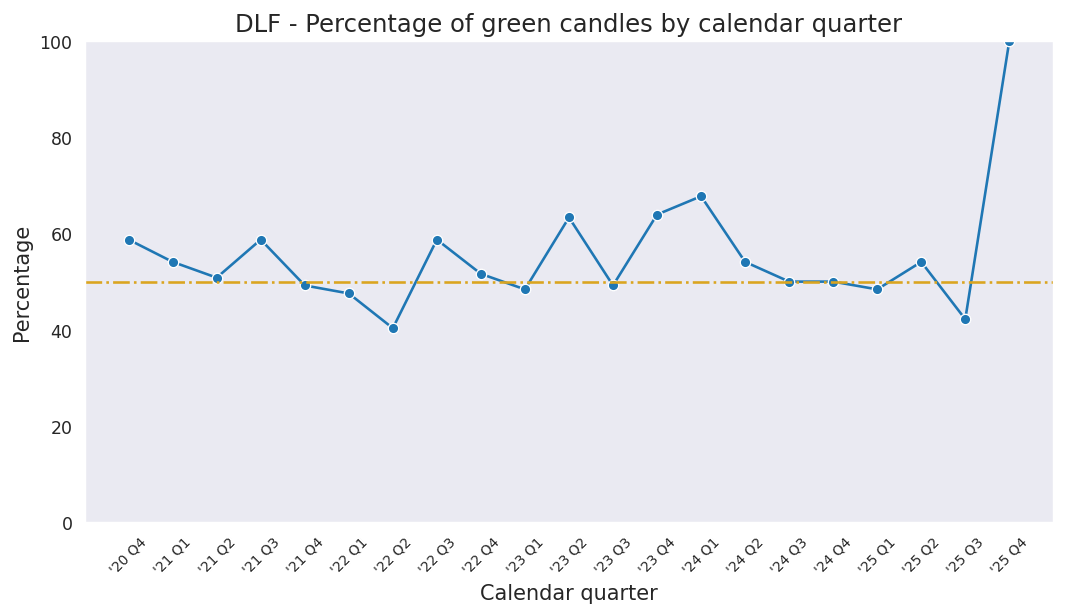 DLF - Percentage of green candles by calendar quarter
100
80
60
40
20
0
Percentage
'20 Q4
'21 Q1
'21 Q2
'21 Q3
'21 Q4
'22 Q1
'22 Q2
'22 Q3
'22 Q4
'23 Q1
'23 Q2
'23 Q3
'23 Q4
'24 Q1
'24 Q2
'24 Q3
'24 Q4
'25 Q1
'25 Q2
'25 Q3
'25 Q4
Calendar quarter